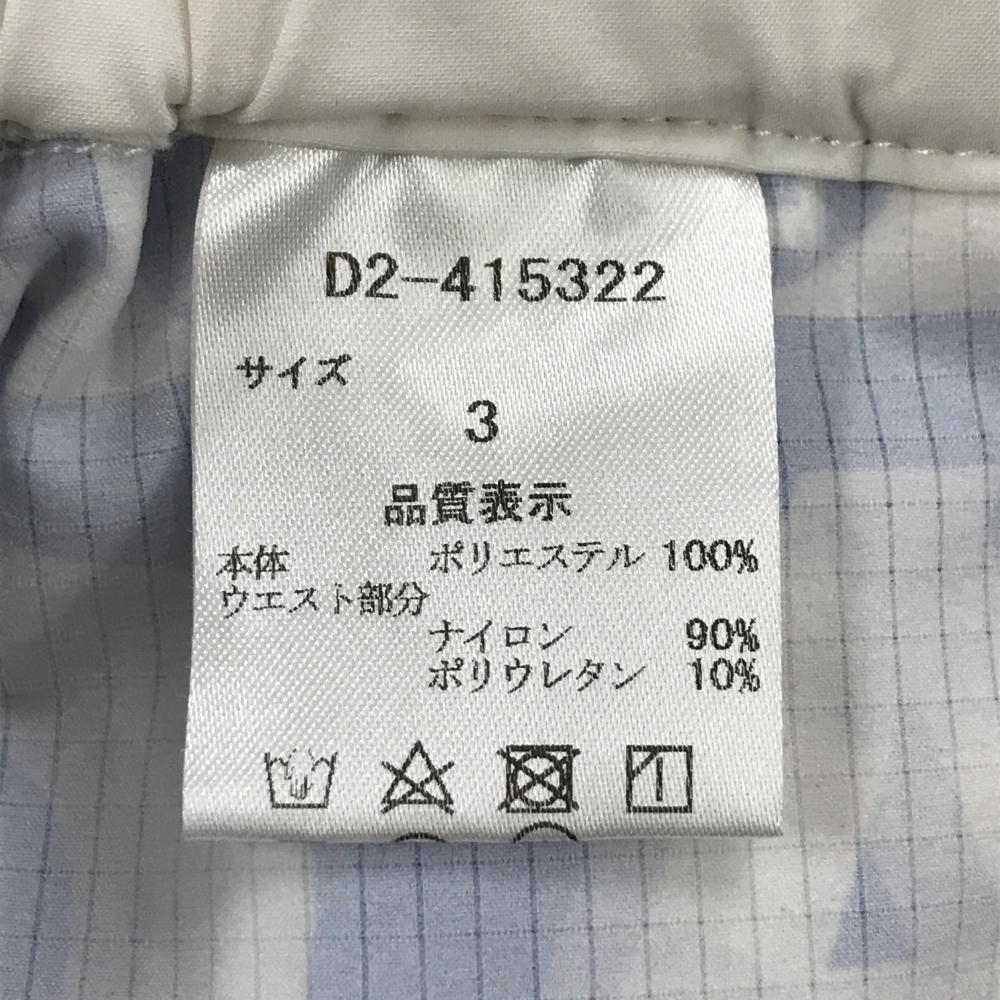 D2-415322
サイズ
3
品質表示
本体 ポリエステル 100%
ウエスト部分
ナイロン 90%
ポリウレタン 10%